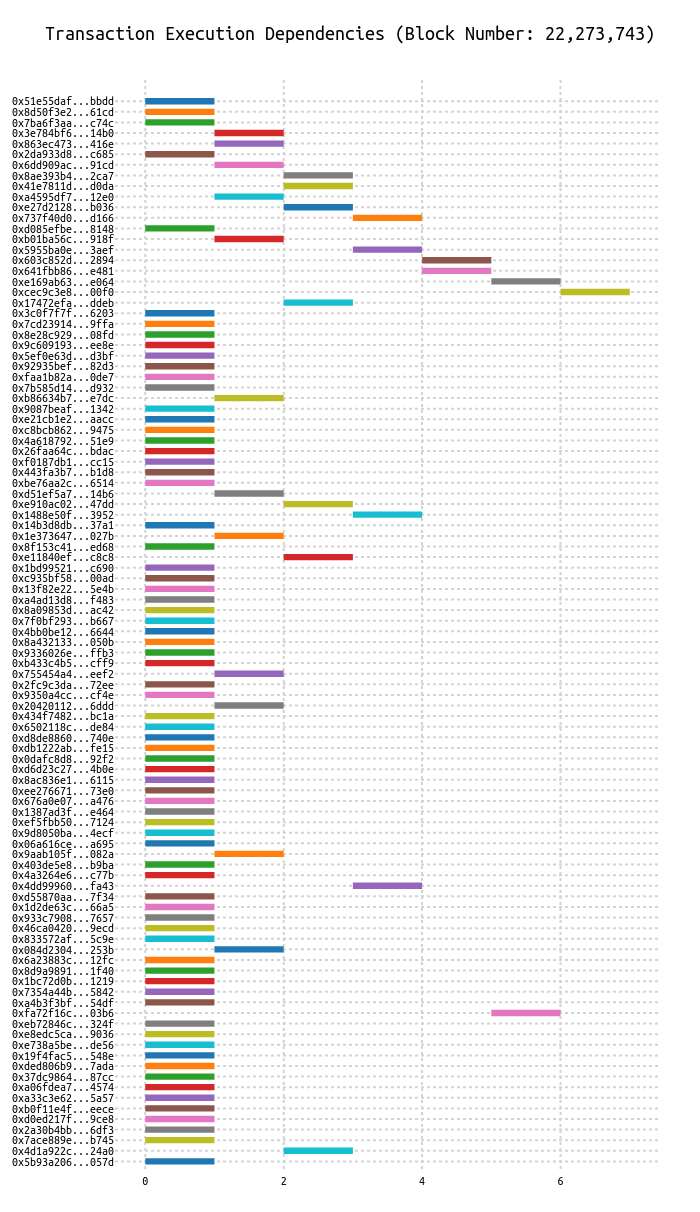 Transaction Execution Dependencies (Block Number: 22,273,743)
0x51e55daf...bbdd
0x8d50f3e2...61cd
0x7ba6f3aa...c74c
0x3e784bf6...14b0
0x863ec473...416e
0x2da933d8...c685
0x6dd909ac...91cd
0x8ae393b4...2ca7
0x41e7811d...d0da
0xa4595df7...12e0
0xe27d2128...b036
0x737f40d0...d166
0xd085efbe...8148
0xb01ba56c...918f
0x5955ba0e...3aef
0x603c852d...2894
0x641fbb86...e481
0xe169ab63...e064
0xcec9c3e8...00f0
0x17472efa...ddeb
0x3c0f7f7f...6203
0x7cd23914...9ffa
0x8e28c929...08fd
0x9c609193...ee8e
0x5ef0e63d...d3bf
0x92935bef...82d3
0xfaa1b82a...0de7
0x7b585d14...d932
0xb86634b7...e7dc
0x9087beaf...1342
0xe21cb1e2...aacc
0xc8bcb862...9475
0x4a618792...51e9
0x26faa64c...bdac
0xf0187db1...cc15
0x443fa3b7...b1d8
0xbe76aa2c...6514
0xd51ef5a7...14b6
0xe910ac02...47dd
0x1488e50f...3952
0x14b3d8db...37a1
0x1e373647...027b
0x8f153c41...ed68
0xe11840ef...c8c8
0x1bd99521...c690
0xc935bf58...00ad
0x13f82e22...5e4b
0xa4ad13d8...f483
0x8a09853d...ac42
0x7f0bf293...b667
0x4bb0be12...6644
0x8a432133...050b
0x9336026e...ffb3
0xb433c4b5...cff9
0x755454a4...eef2
0x2fc9c3da...72ee
0x9350a4cc...cf4e
0x20420112...6ddd
0x434f7482...bc1a
0x6502118c...de84
0xd8de8860...740e
0xdb1222ab...fe15
0x0dafc8d8...92f2
0xd6d23c27...4b0e
0x8ac836e1...6115
0xee276671...73e0
0x676a0e07...a476
0x1387ad3f...e464
0xef5fbb50...7124
0x9d8050ba...4ecf
0x06a616ce...a695
0x9aab105f...082a
0x403de5e8...b9ba
0x4a3264e6...c77b
0x4dd99960...fa43
0xd55870aa...7f34
0x1d2de63c...66a5
0x933c7908...7657
0x46ca0420...9ecd
0x833572af...5c9e
0x084d2304...253b
0x6a23883c...12fc
0x8d9a9891...1f40
0x1bc72d0b...1219
0x7354a44b...5842
0xa4b3f3bf...54df
0xfa72f16c...03b6
0xeb72846c...324f
0xe8edc5ca...9036
0xe738a5be...de56
0x19f4fac5...548e
0xded806b9...7ada
0x37dc9864...87cc
0xa06fdea7...4574
0xa33c3e62...5a57
0xb0f11e4f...eece
0xd0ed217f...9ce8
0x2a30b4bb...6df3
0x7ace889e...b745
0x4d1a922c...24a0
0x5b93a206...057d
0 2 4 6